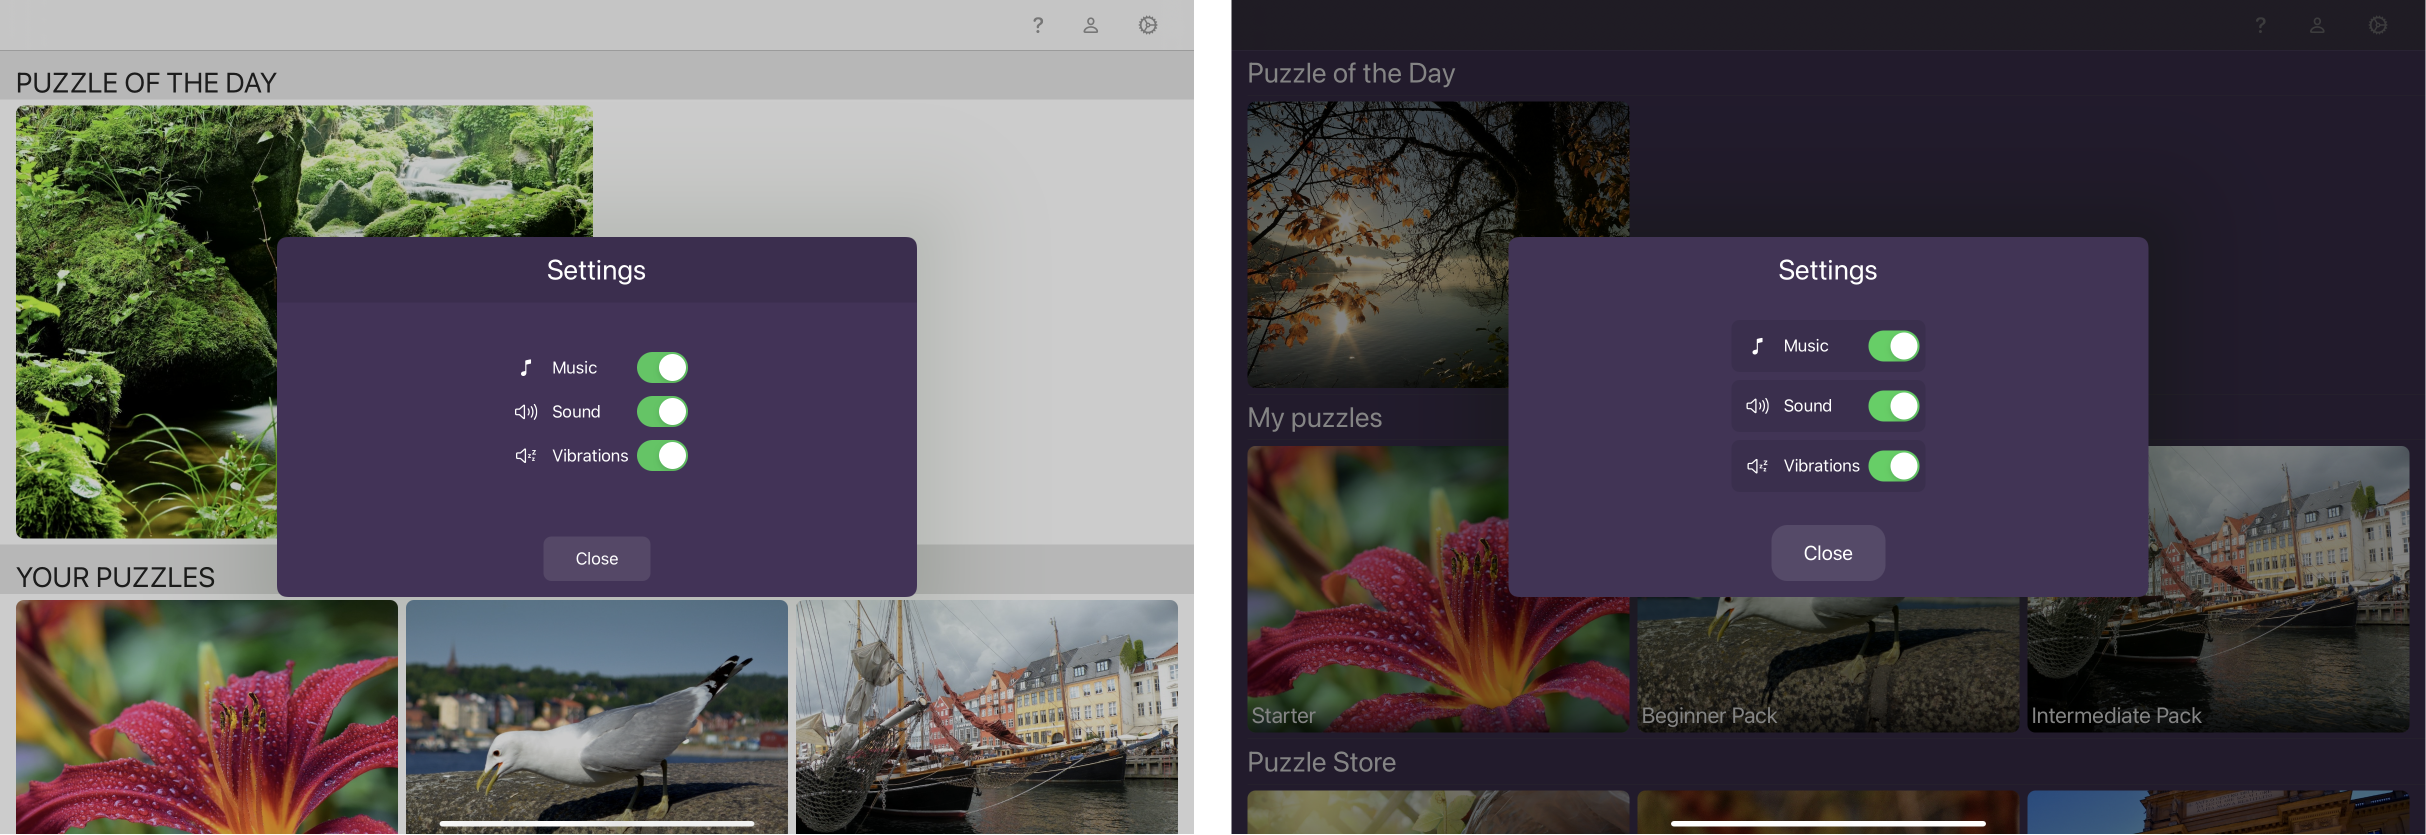 ?
PUZZLE OF THE DAY
Settings
Music
Sound
Vibrations
Close
YOUR PUZZLES
?
Puzzle of the Day
Settings
Music
Sound
Vibrations
Close
My puzzles
Starter
Beginner Pack
Intermediate Pack
Puzzle Store